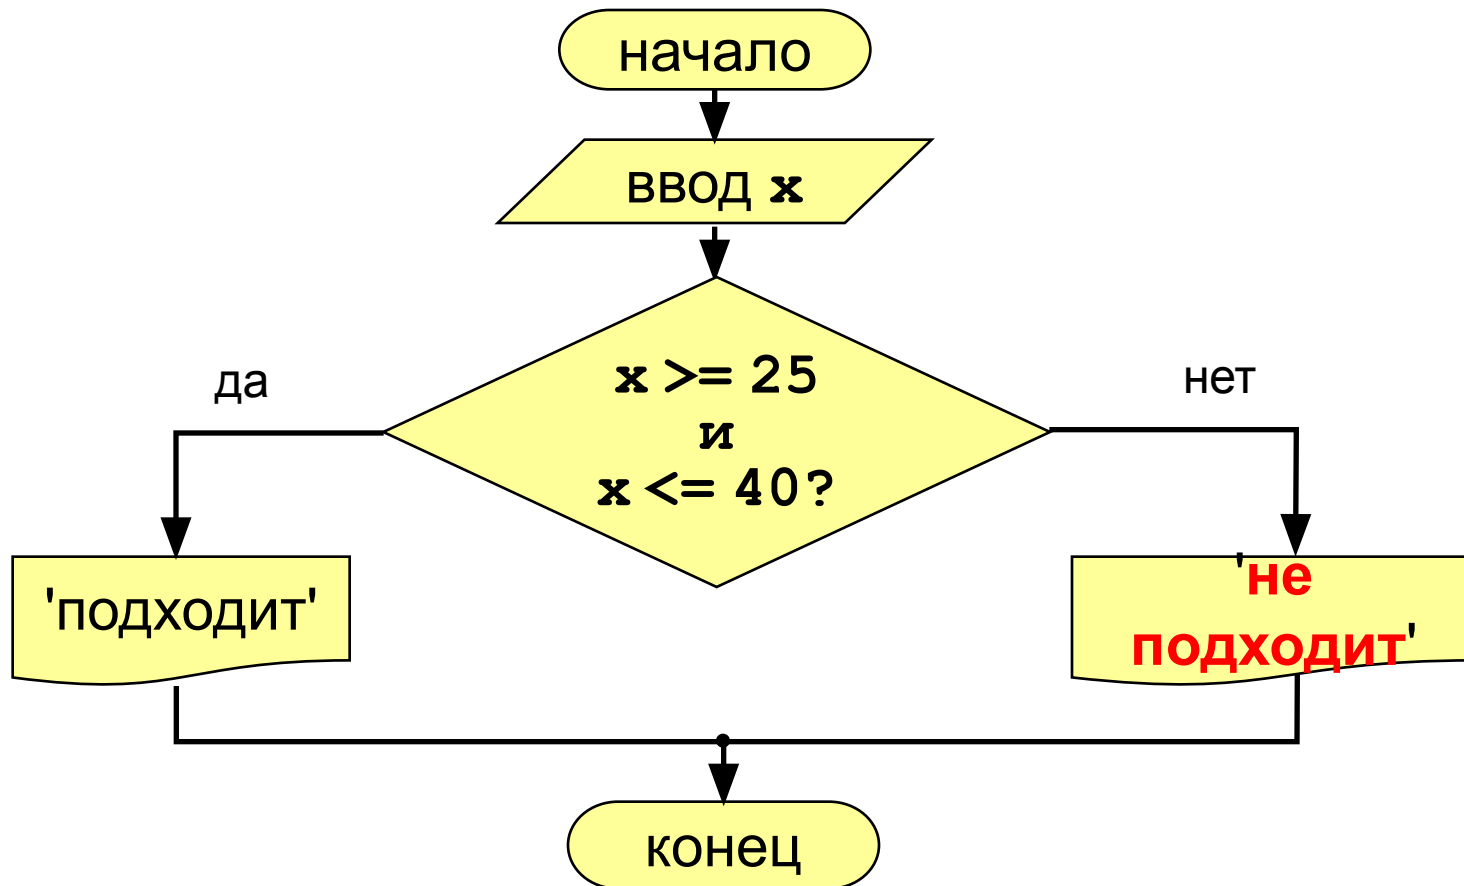 начало
ввод x
да
x >= 25
и
x <= 40?
нет
'подходит'
'не
подходит'
конец